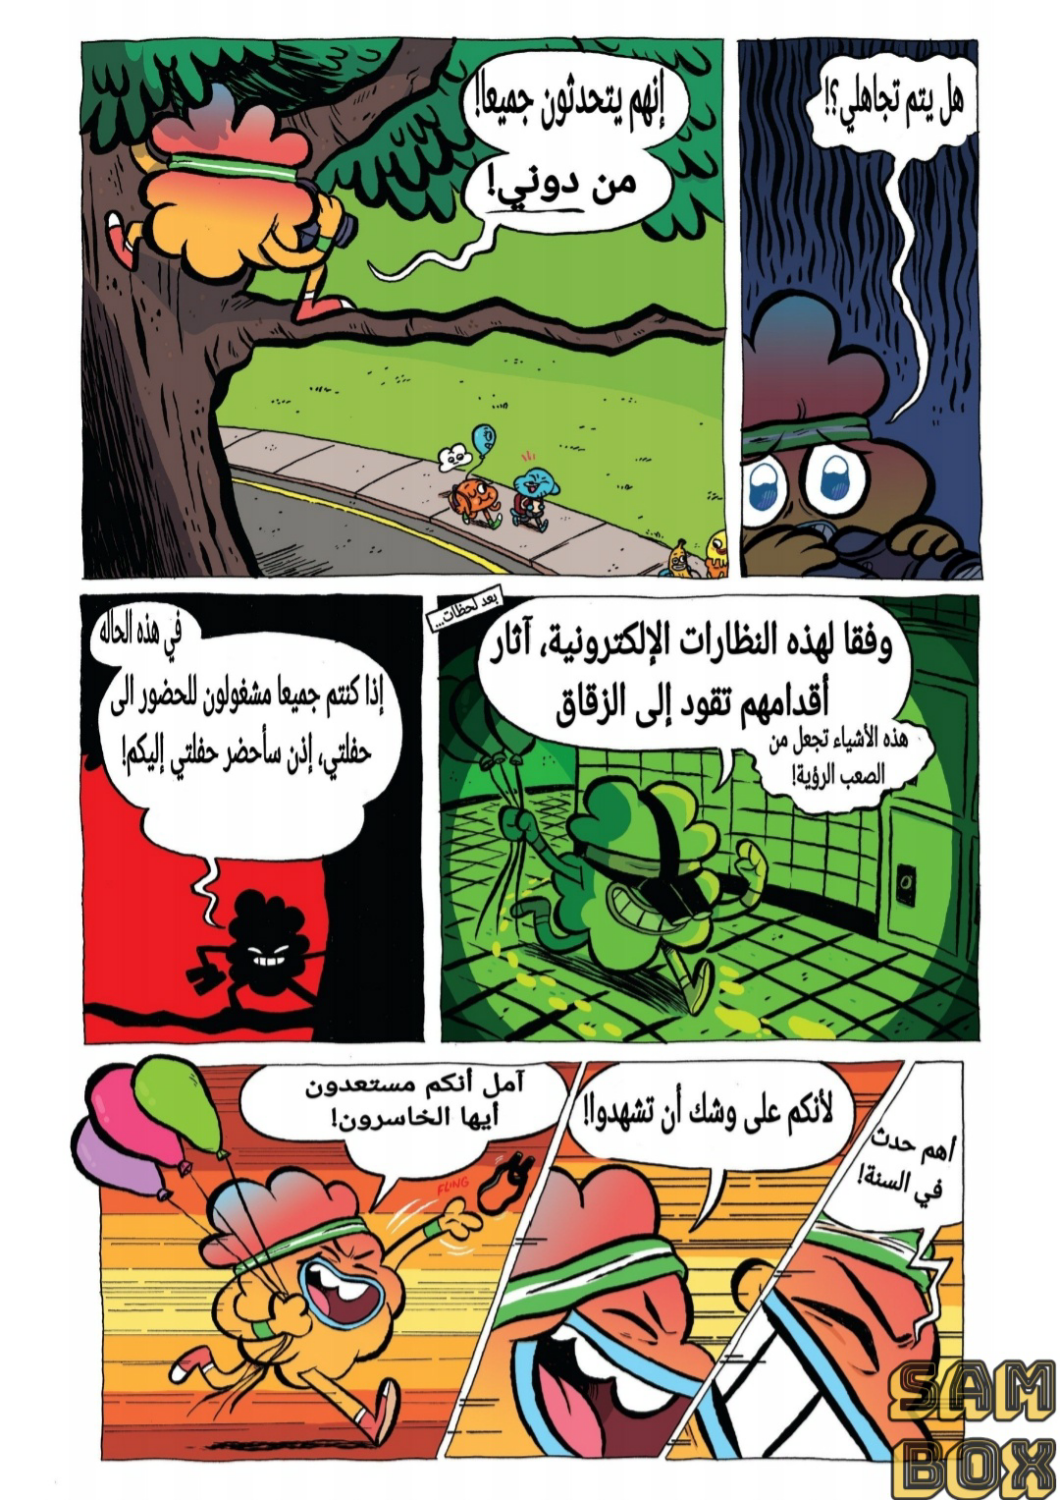 هل يتم تجاهلي؟!
إنهم يتحدثون جميعا!
من دوني!
بعد لحظات...
وفقا لهذه النظارات الإلكترونية، آثار
أقدامهم تقود إلى الزقاق
هذه الأشياء تجعل من
الصعب الرؤية!
في هذه الحاله
إذا كنتم جميعا مشغولون للحضور الى
حفلتي، إذن سأحضر حفلتي إليكم!
أهم حدث
في السنة!
لأنكم على وشك أن تشهدوا!
آمل أنكم مستعدون
أيها الخاسرون!
FLING
SAM
BOX